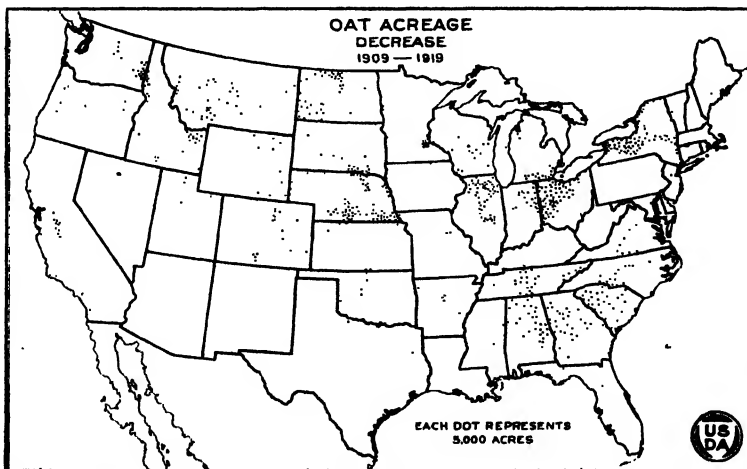 OAT ACREAGE
DECREASE
1909 — 1919
EACH DOT REPRESENTS
5,000 ACRES
US
DA